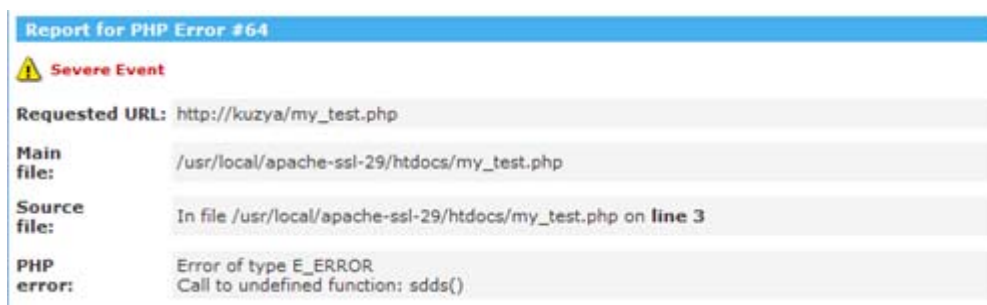 Report for PHP Error #64
Severe Event
Requested URL: http://kuzya/my_test.php
Main
file: /usr/local/apache-ssl-29/htdocs/my_test.php
Source
file: In file /usr/local/apache-ssl-29/htdocs/my_test.php on line 3
PHP Error of type E_ERROR
error: Call to undefined function: sdds()